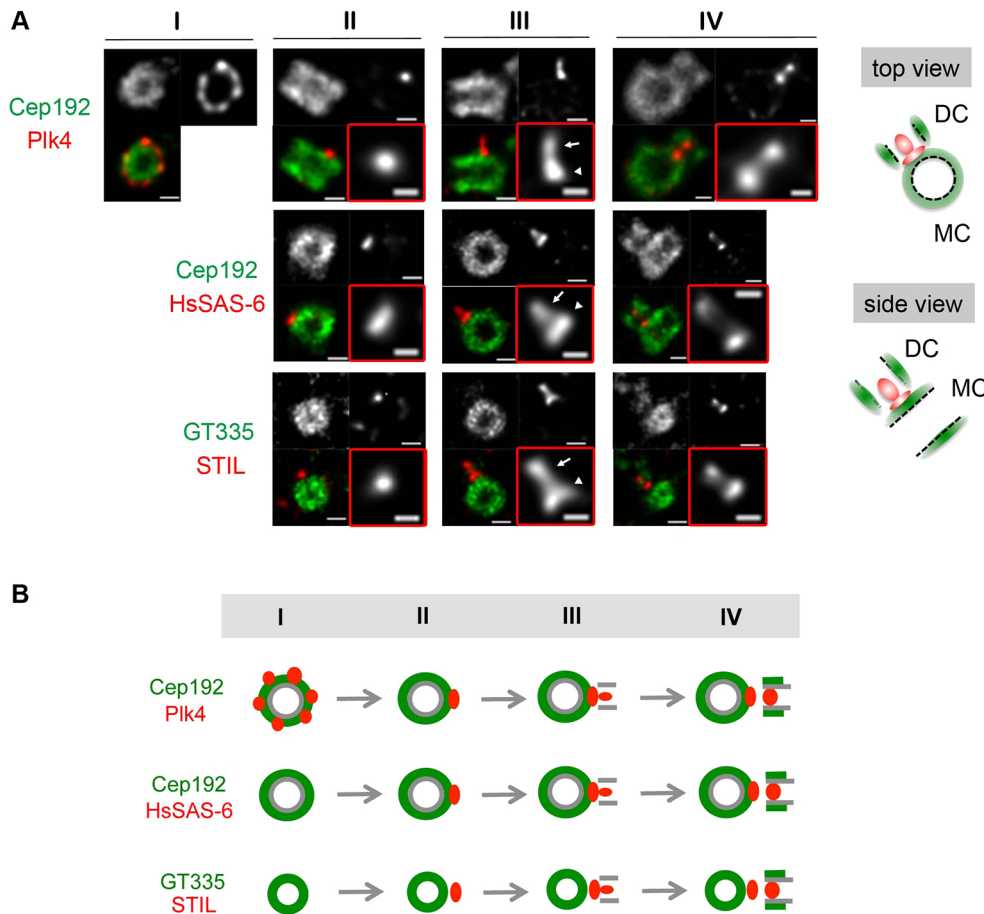 A
I II III IV
Cep192
Plk4
top view
DC
MC
Cep192
HsSAS-6
side view
DC
MC
GT335
STIL
B
I II III IV
Cep192
Plk4
Cep192
HsSAS-6
GT335
STIL